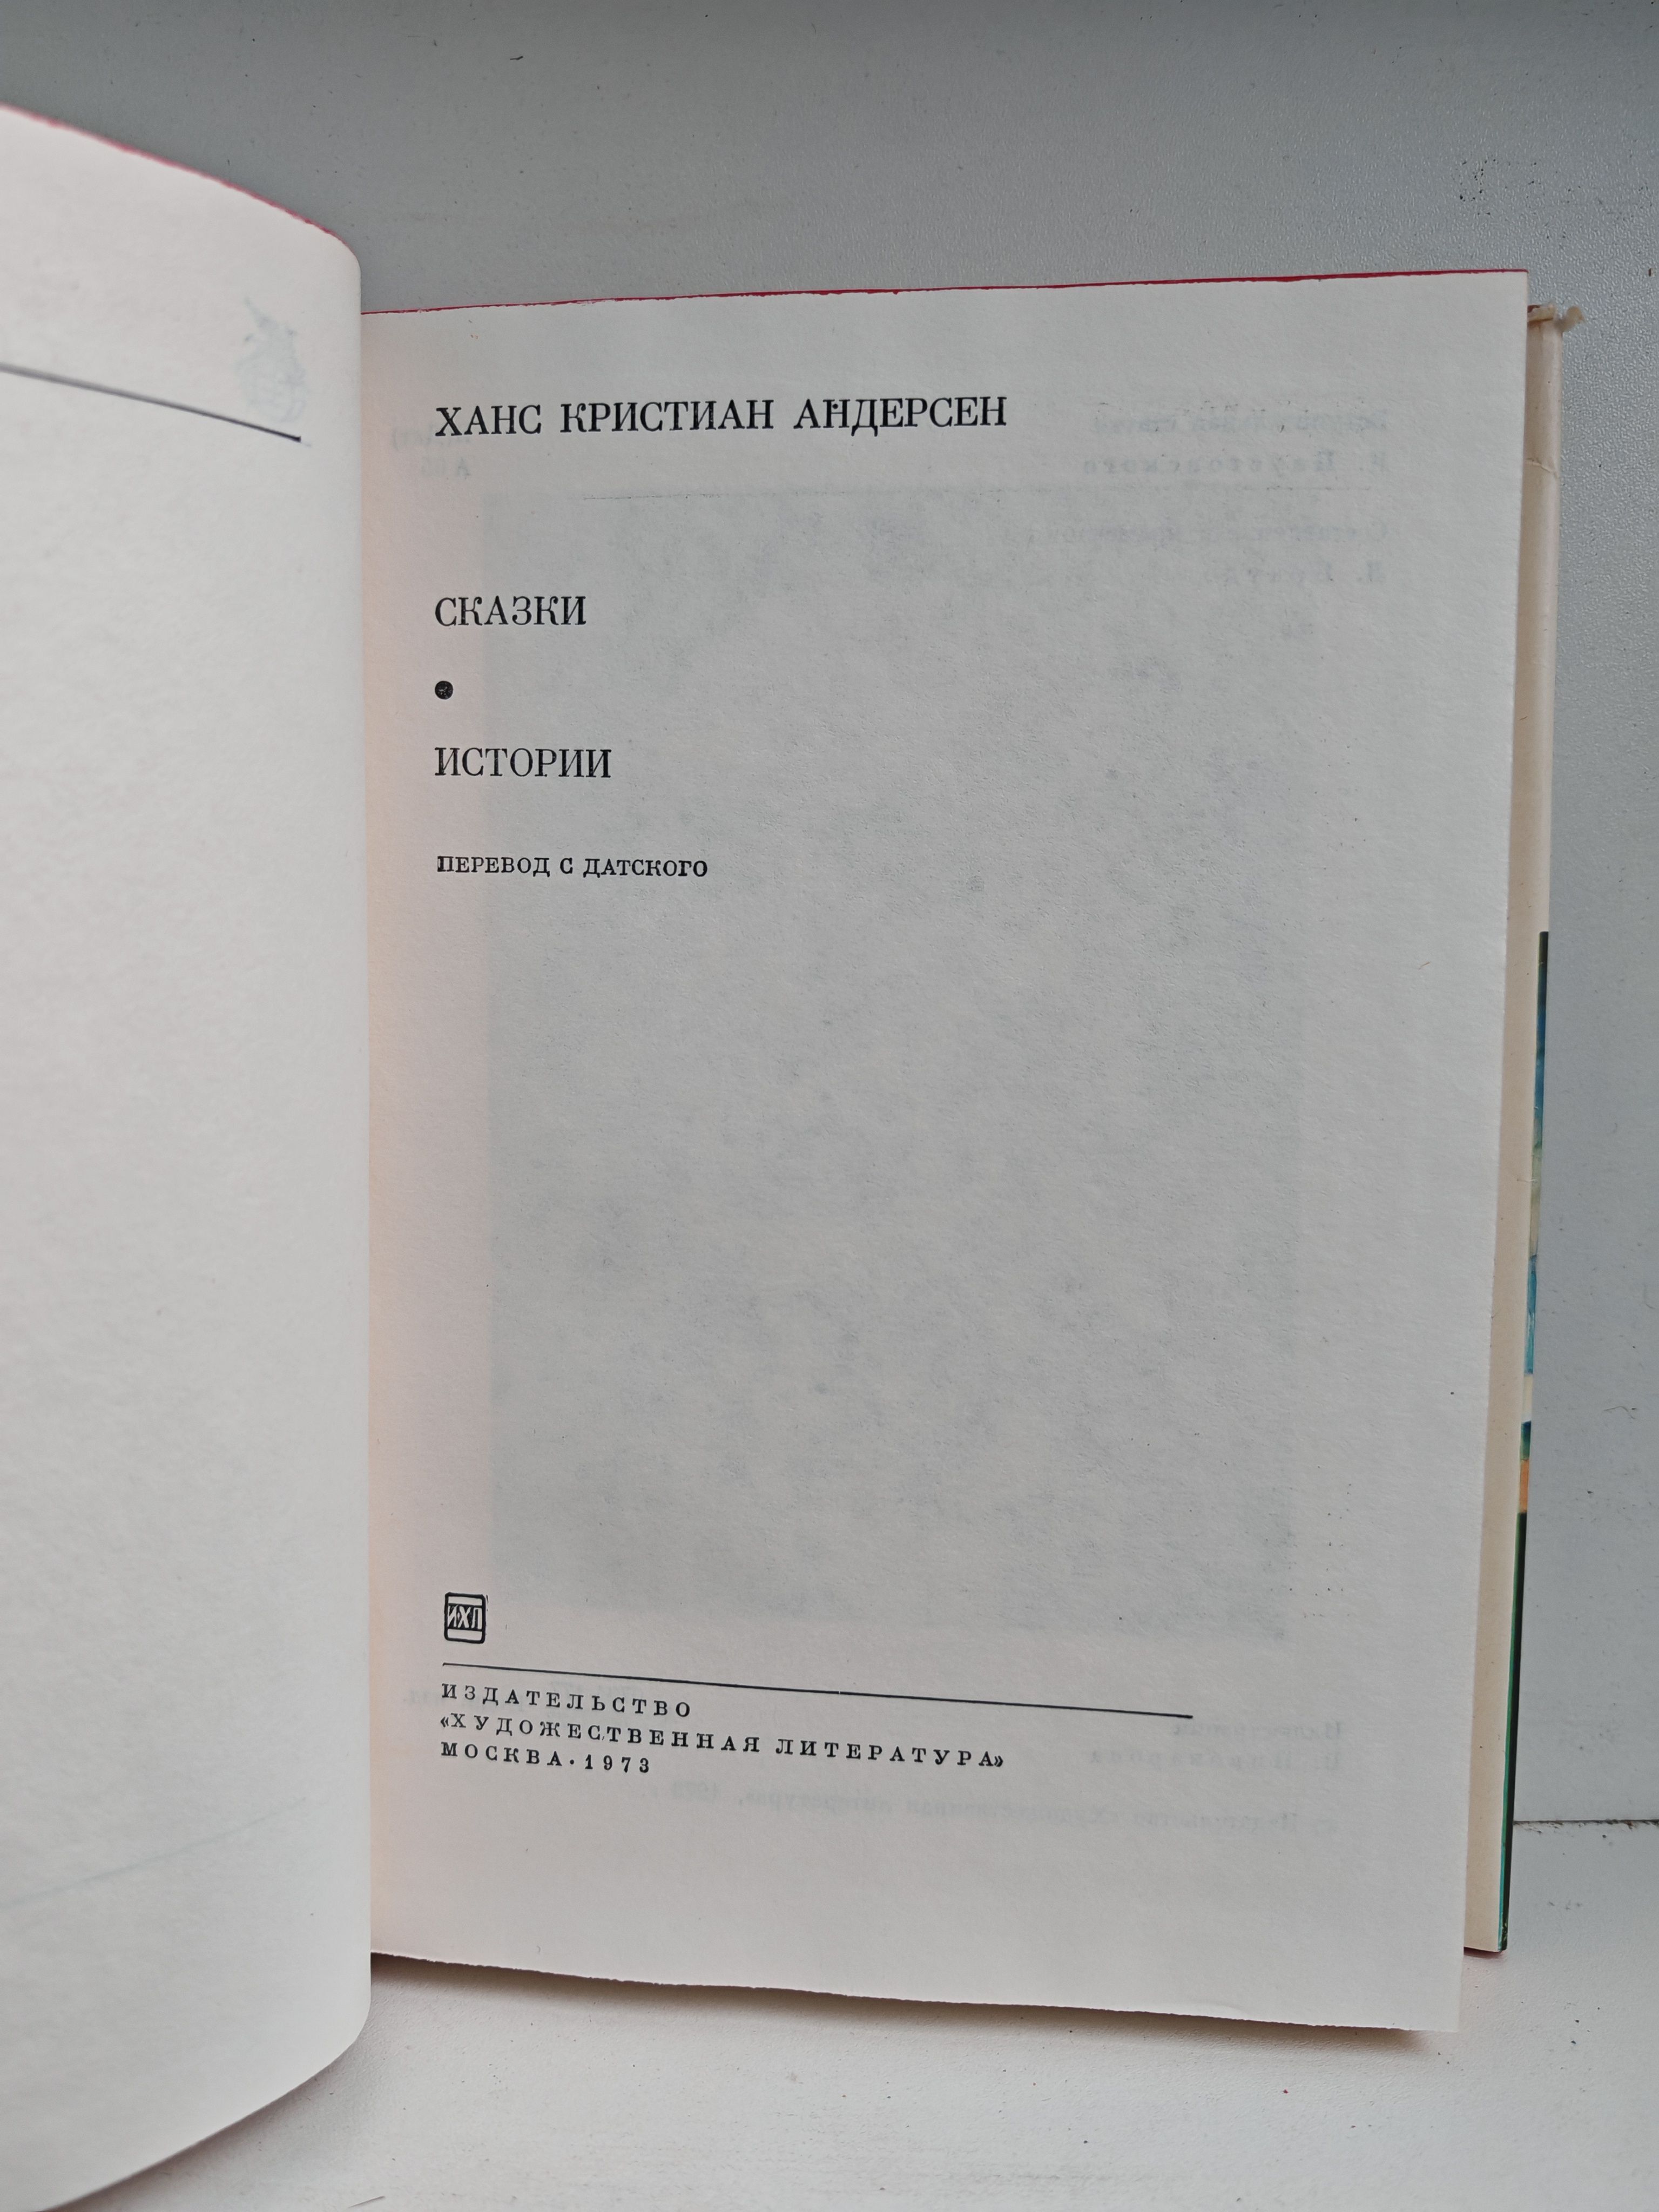 ХАНС КРИСТИАН АНДЕРСЕН
СКАЗКИ
•
ИСТОРИИ
ПЕРЕВОД С ДАТСКОГО
ИХЛ
ИЗДАТЕЛЬСТВО
«ХУДОЖЕСТВЕННАЯ ЛИТЕРАТУРА»
МОСКВА · 1973